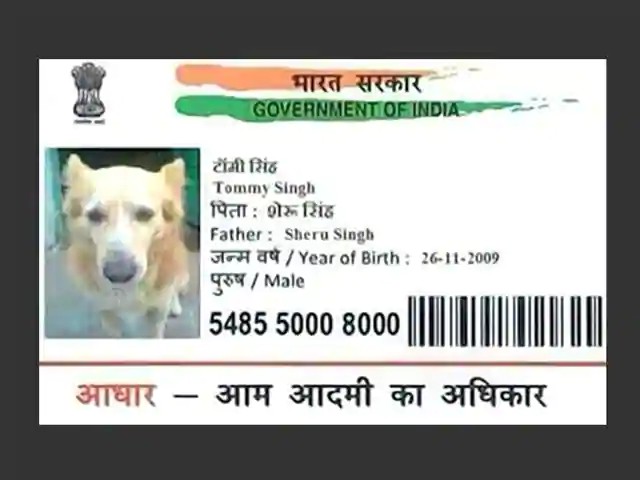 भारत सरकार
GOVERNMENT OF INDIA
टॉमी सिंह
Tommy Singh
पिता : शेरू सिंह
Father : Sheru Singh
जन्म वर्ष / Year of Birth : 26-11-2009
पुरुष / Male
5485 5000 8000
आधार – आम आदमी का अधिकार